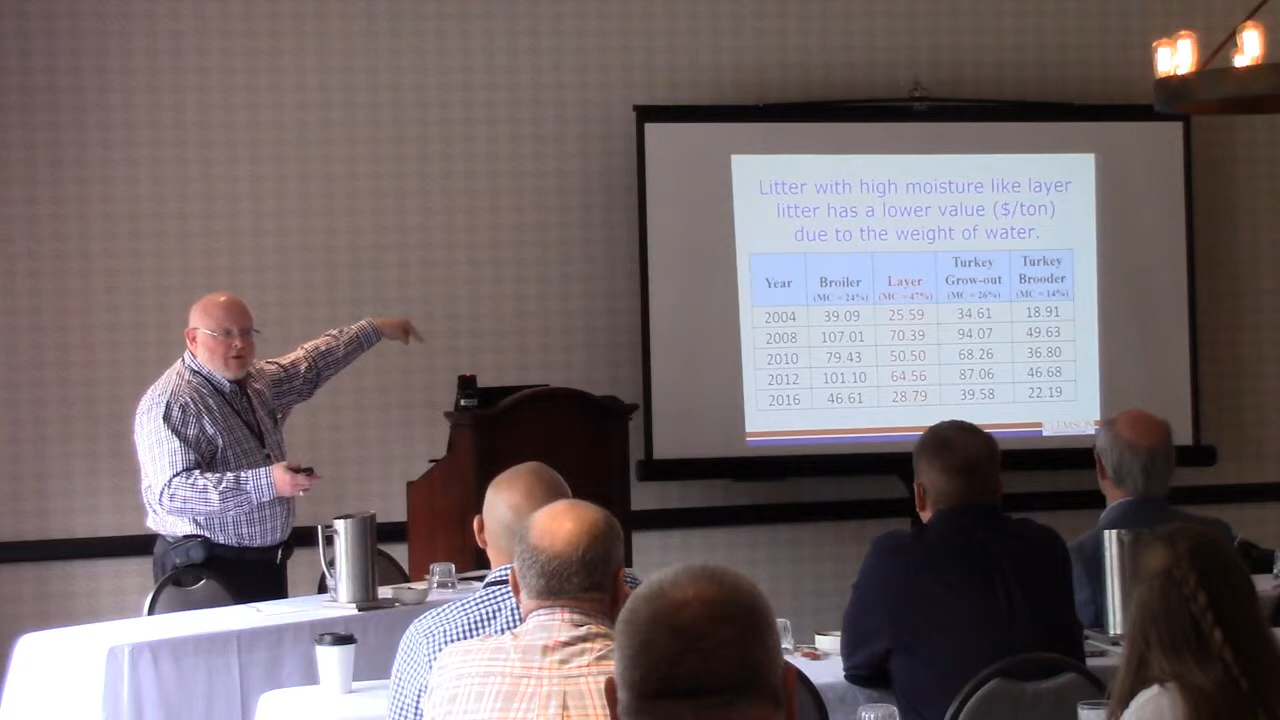 Litter with high moisture like layer
litter has a lower value ($/ton)
due to the weight of water.
Year Broiler (MC = 24%) Layer (MC = 47%) Turkey Grow-out (MC = 26%) Turkey Brooder (MC = 14%)
2004 39.09 25.59 34.61 18.91
2008 107.01 70.39 94.07 49.63
2010 79.43 50.50 68.26 36.80
2012 101.10 64.56 87.06 46.68
2016 46.61 28.79 39.58 22.19
CLEMSON